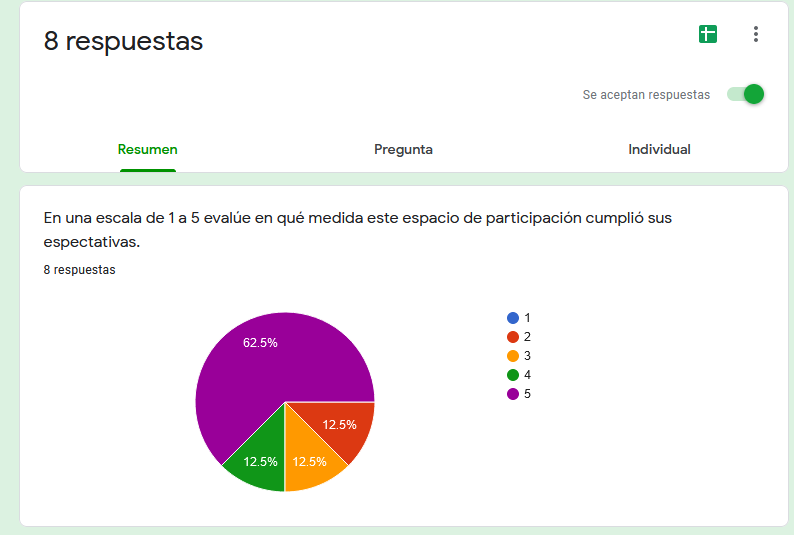 8 respuestas
Se aceptan respuestas
Resumen
Pregunta
Individual
En una escala de 1 a 5 evalúe en qué medida este espacio de participación cumplió sus
espectativas.
8 respuestas
62.5%
12.5%
12.5%
12.5%
1
2
3
4
5